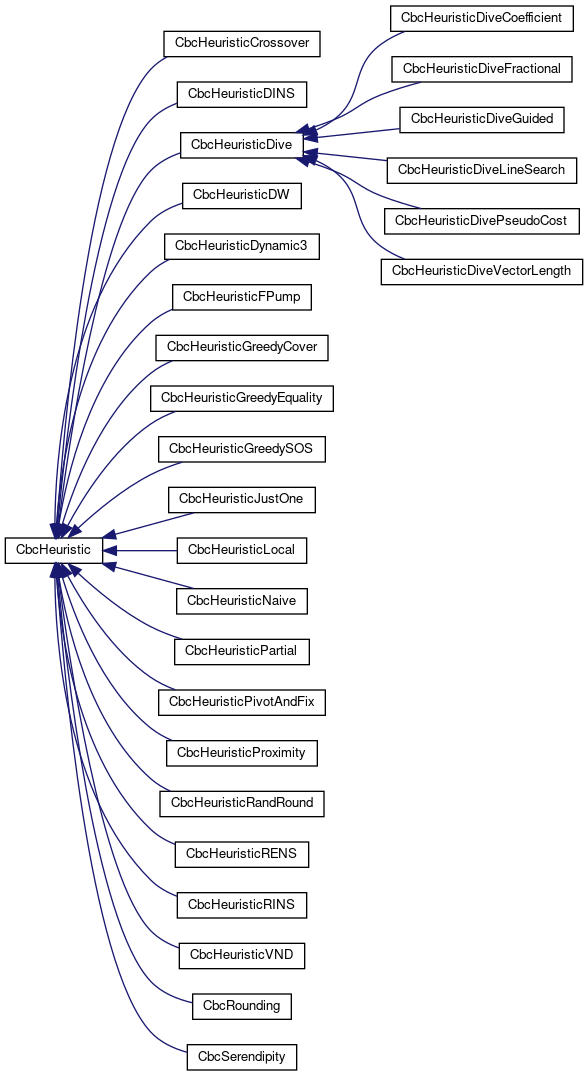 CbcHeuristicDiveCoefficient
CbcHeuristicCrossover
CbcHeuristicDiveFractional
CbcHeuristicDINS
CbcHeuristicDiveGuided
CbcHeuristicDive
CbcHeuristicDiveLineSearch
CbcHeuristicDW
CbcHeuristicDivePseudoCost
CbcHeuristicDynamic3
CbcHeuristicDiveVectorLength
CbcHeuristicFPump
CbcHeuristicGreedyCover
CbcHeuristicGreedyEquality
CbcHeuristicGreedySOS
CbcHeuristicJustOne
CbcHeuristic
CbcHeuristicLocal
CbcHeuristicNaive
CbcHeuristicPartial
CbcHeuristicPivotAndFix
CbcHeuristicProximity
CbcHeuristicRandRound
CbcHeuristicRENS
CbcHeuristicRINS
CbcHeuristicVND
CbcRounding
CbcSerendipity